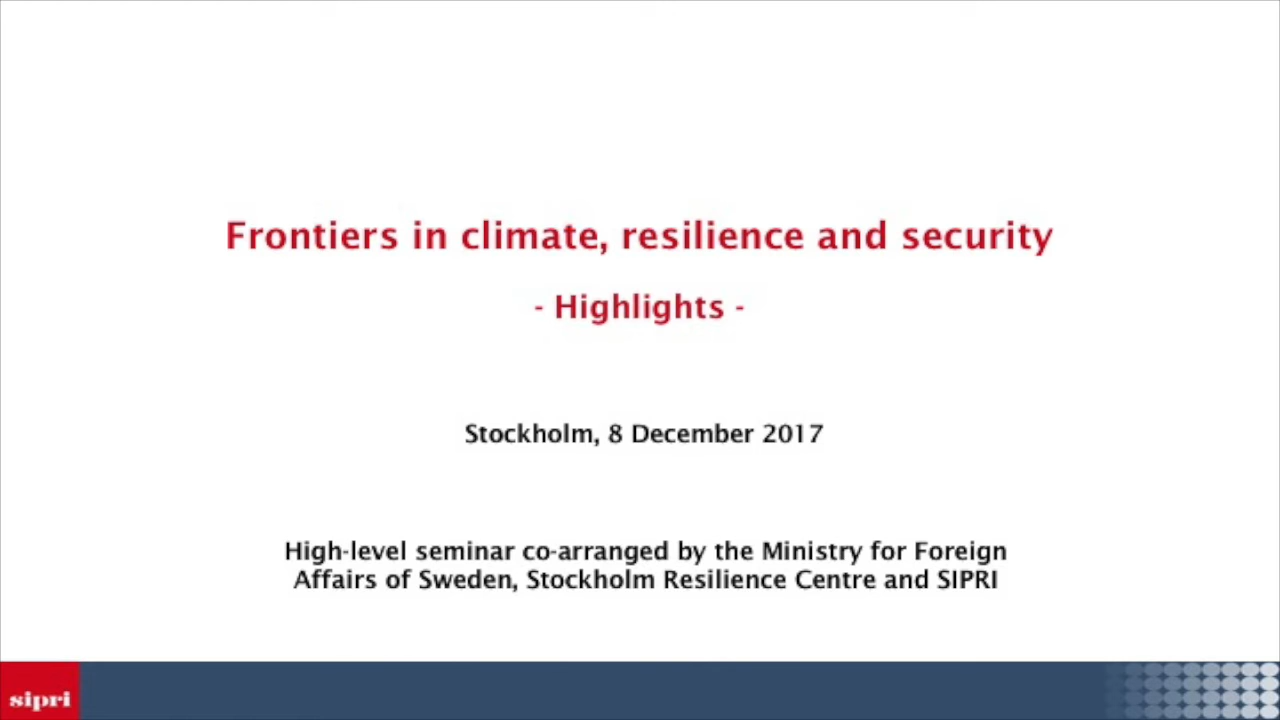 Frontiers in climate, resilience and security
- Highlights -
Stockholm, 8 December 2017
High-level seminar co-arranged by the Ministry for Foreign
Affairs of Sweden, Stockholm Resilience Centre and SIPRI
sipri